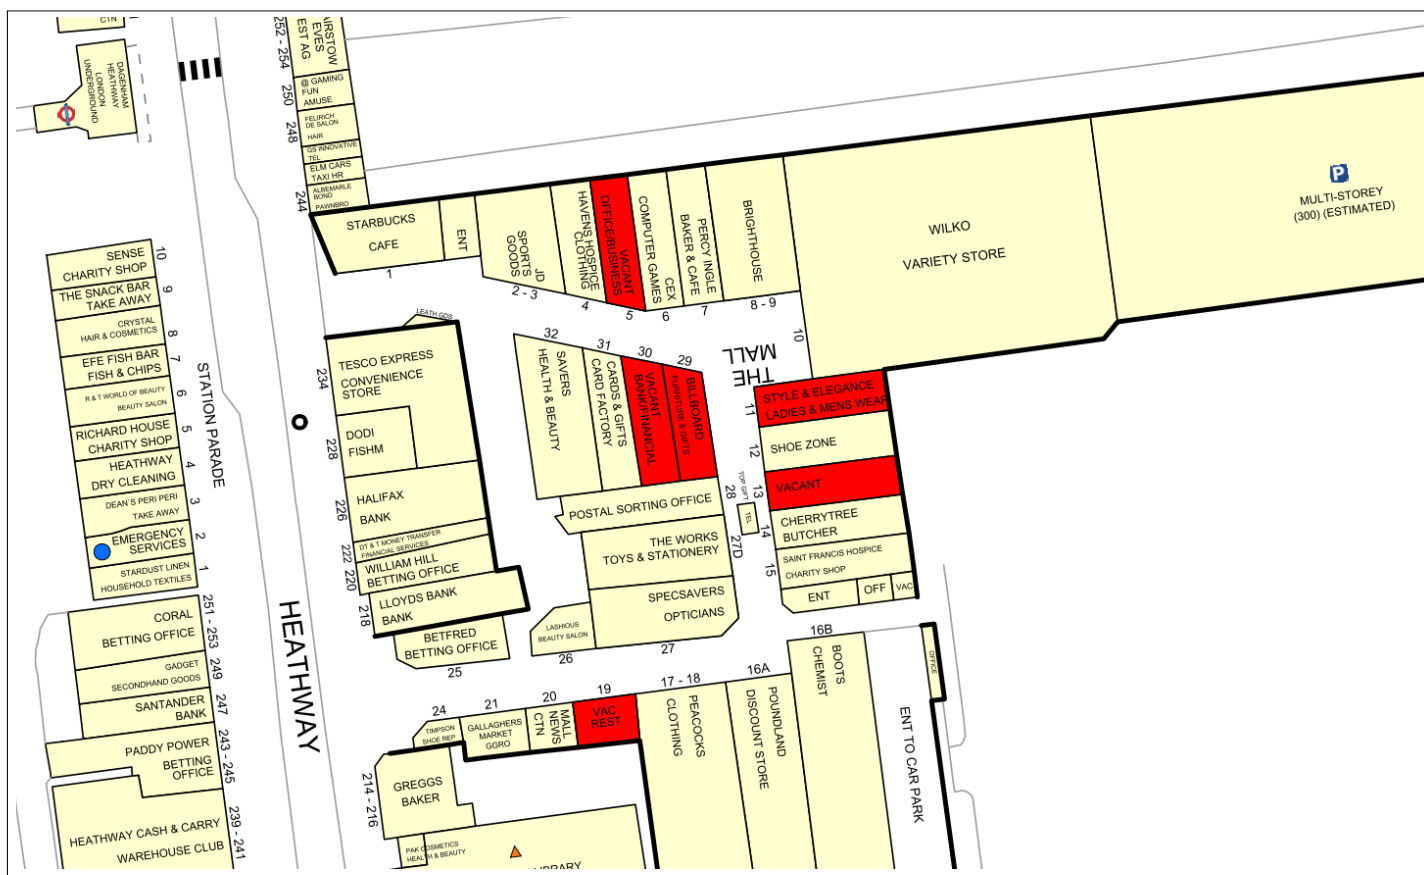 CTN
DAGENHAM
HEATHWAY
LONDON
UNDERGROUND
252 - 254
EVES
EST AG
250
@ GAMING
FUN
AMUSE
248
FELIRICH
DE SALON
HAIR
GS INNOVATIVE
TEL
ELM CARS
TAXI HR
244
ALBEMARLE
BOND
PAWNBRO
STARBUCKS
CAFE
1
ENT
JD
SPORTS
GOODS
2 - 3
HAVENS HOSPICE
CLOTHING
4
VACANT
OFFICE/BUSINESS
5
CEX
COMPUTER GAMES
6
PERCY INGLE
BAKER & CAFE
7
BRIGHTHOUSE
8 - 9
WILKO
VARIETY STORE
10
P
MULTI-STOREY
(300) (ESTIMATED)
THE
MALL
SENSE
CHARITY SHOP
10
THE SNACK BAR
TAKE AWAY
9
CRYSTAL
HAIR & COSMETICS
8
EFE FISH BAR
FISH & CHIPS
7
R & T WORLD OF BEAUTY
BEAUTY SALON
6
RICHARD HOUSE
CHARITY SHOP
5
HEATHWAY
DRY CLEANING
4
DEAN'S PERI PERI
TAKE AWAY
3
EMERGENCY
SERVICES
2
STARDUST LINEN
HOUSEHOLD TEXTILES
1
STATION PARADE
HEATHWAY
CORAL
BETTING OFFICE
251 - 253
GADGET
SECONDHAND GOODS
249
SANTANDER
BANK
247
PADDY POWER
BETTING
OFFICE
243 - 245
HEATHWAY CASH & CARRY
WAREHOUSE CLUB
239 - 241
LEATH GDS
TESCO EXPRESS
CONVENIENCE
STORE
234
DODI
FISHM
228
HALIFAX
BANK
226
DT & T MONEY TRANSFER
FINANCIAL SERVICES
222
WILLIAM HILL
BETTING OFFICE
220
LLOYDS BANK
BANK
218
BETFRED
BETTING OFFICE
25
32
SAVERS
HEALTH & BEAUTY
31
CARDS & GIFTS
CARD FACTORY
30
VACANT
BANK/FINANCIAL
29
BILLBOARD
FURNITURE & GIFTS
POSTAL SORTING OFFICE
28
THE WORKS
TOYS & STATIONERY
27D
SPECSAVERS
OPTICIANS
27
LASHIOUS
BEAUTY SALON
26
TOP GIFT
TEL
STYLE & ELEGANCE
LADIES & MENS WEAR
11
SHOE ZONE
12
VACANT
13
CHERRYTREE
BUTCHER
14
SAINT FRANCIS HOSPICE
CHARITY SHOP
15
ENT
OFF
VAC
16B
BOOTS
CHEMIST
16A
POUNDLAND
DISCOUNT STORE
17 - 18
PEACOCKS
CLOTHING
19
VAC
REST
20
MALL
NEWS
CTN
21
GALLAGHERS
MARKET
GGRO
24
TIMPSON
SHOE REP
214 - 216
GREGGS
BAKER
PAK COSMETICS
HEALTH & BEAUTY
OFFICE
ENT TO CAR PARK